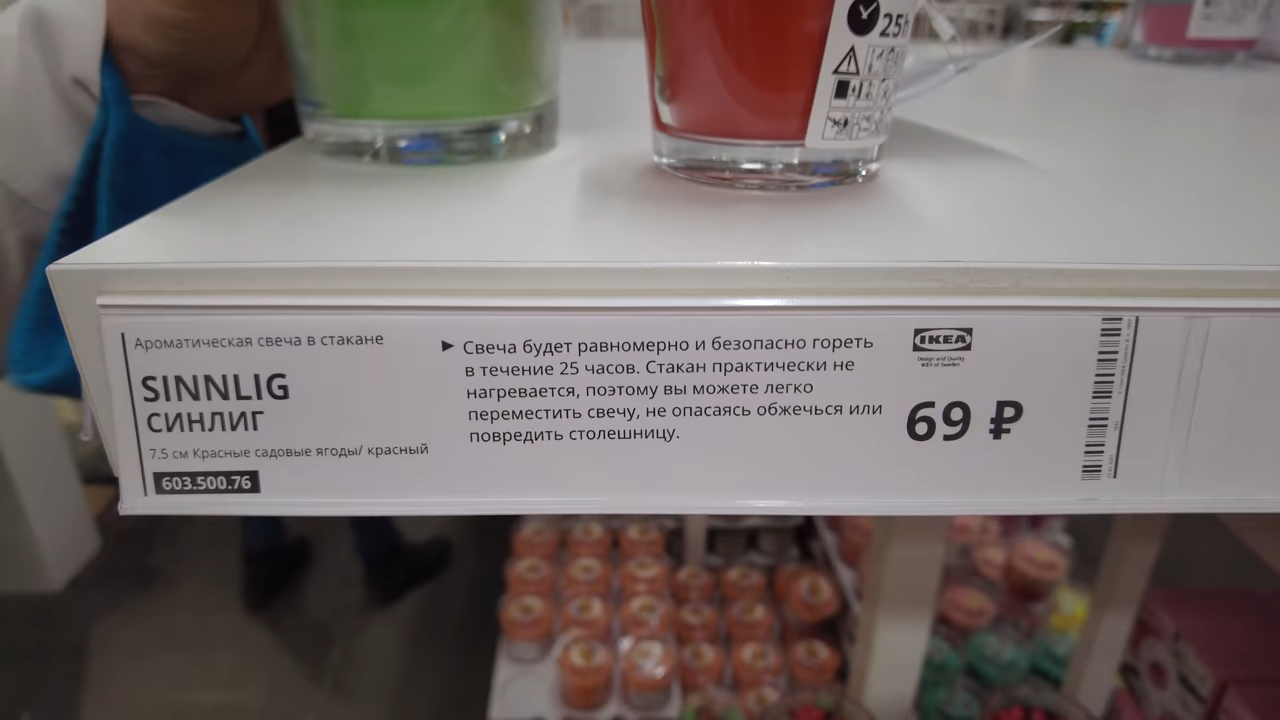 25h
Ароматическая свеча в стакане
SINNLIG
СИНЛИГ
7.5 см Красные садовые ягоды/ красный
603.500.76
► Свеча будет равномерно и безопасно гореть
в течение 25 часов. Стакан практически не
нагревается, поэтому вы можете легко
переместить свечу, не опасаясь обжечься или
повредить столешницу.
IKEA
Design and Quality
IKEA of Sweden
69 ₽